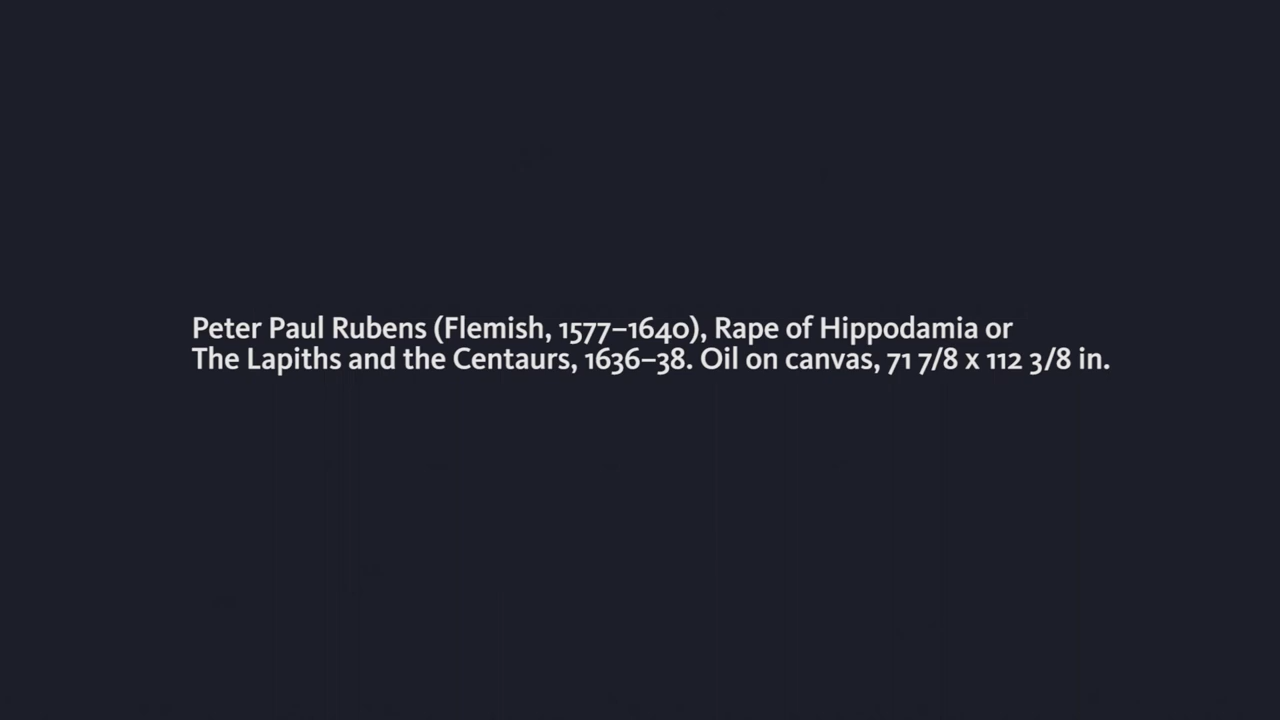 Peter Paul Rubens (Flemish, 1577–1640), Rape of Hippodamia or
The Lapiths and the Centaurs, 1636–38. Oil on canvas, 71 7/8 x 112 3/8 in.